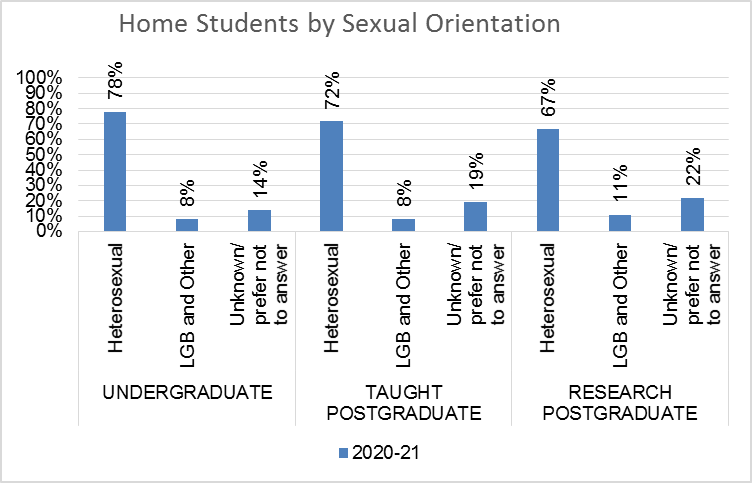 Home Students by Sexual Orientation
100%
90%
80%
70%
60%
50%
40%
30%
20%
10%
0%
78%
8%
14%
72%
8%
19%
67%
11%
22%
Heterosexual
LGB and Other
Unknown/
prefer not
to answer
Heterosexual
LGB and Other
Unknown/
prefer not
to answer
Heterosexual
LGB and Other
Unknown/
prefer not
to answer
UNDERGRADUATE
TAUGHT
POSTGRADUATE
RESEARCH
POSTGRADUATE
2020-21